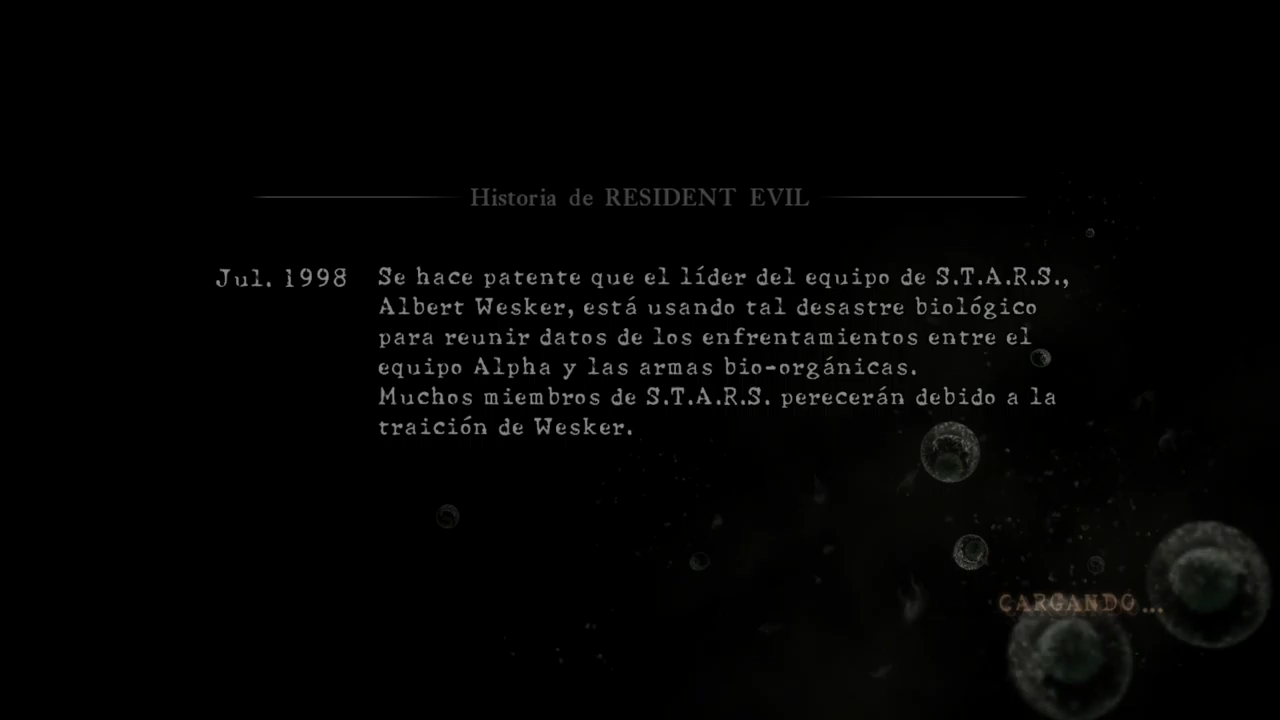 Historia de RESIDENT EVIL
Jul. 1998 Se hace patente que el líder del equipo de S.T.A.R.S.,
Albert Wesker, está usando tal desastre biológico
para reunir datos de los enfrentamientos entre el
equipo Alpha y las armas bio-orgánicas.
Muchos miembros de S.T.A.R.S. perecerán debido a la
traición de Wesker.
CARGANDO...